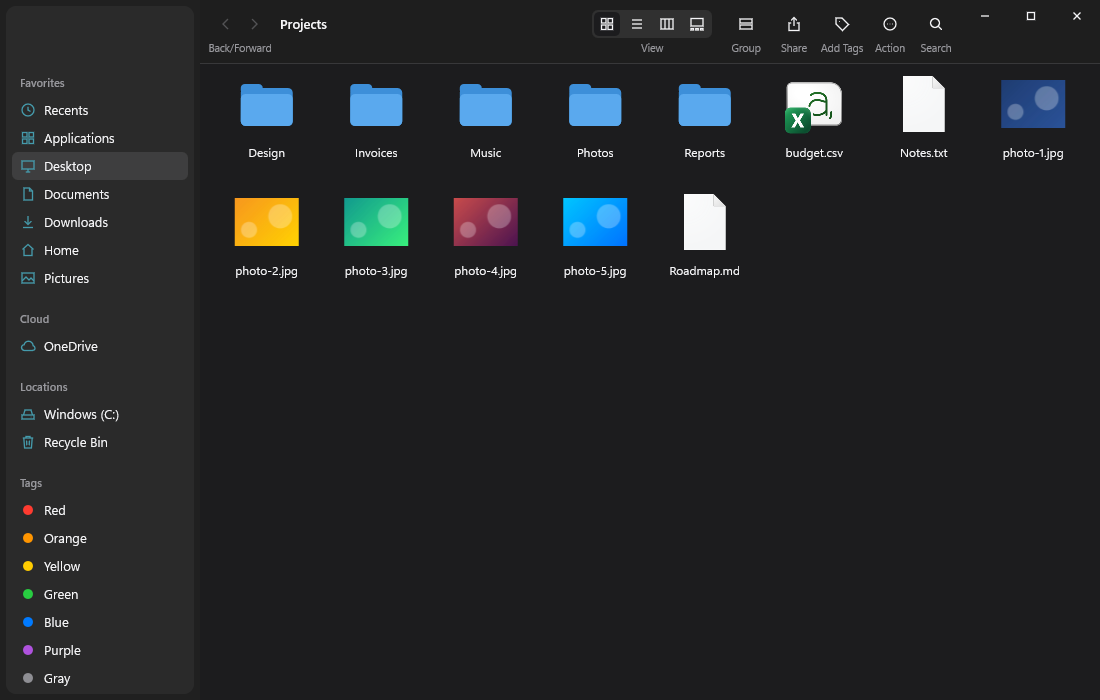 Projects
Back/Forward
View
Group
Share
Add Tags
Action
Search
Favorites
Recents
Applications
Desktop
Documents
Downloads
Home
Pictures
Cloud
OneDrive
Locations
Windows (C:)
Recycle Bin
Tags
Red
Orange
Yellow
Green
Blue
Purple
Gray
Design
Invoices
Music
Photos
Reports
a,
X
budget.csv
Notes.txt
photo-1.jpg
photo-2.jpg
photo-3.jpg
photo-4.jpg
photo-5.jpg
Roadmap.md